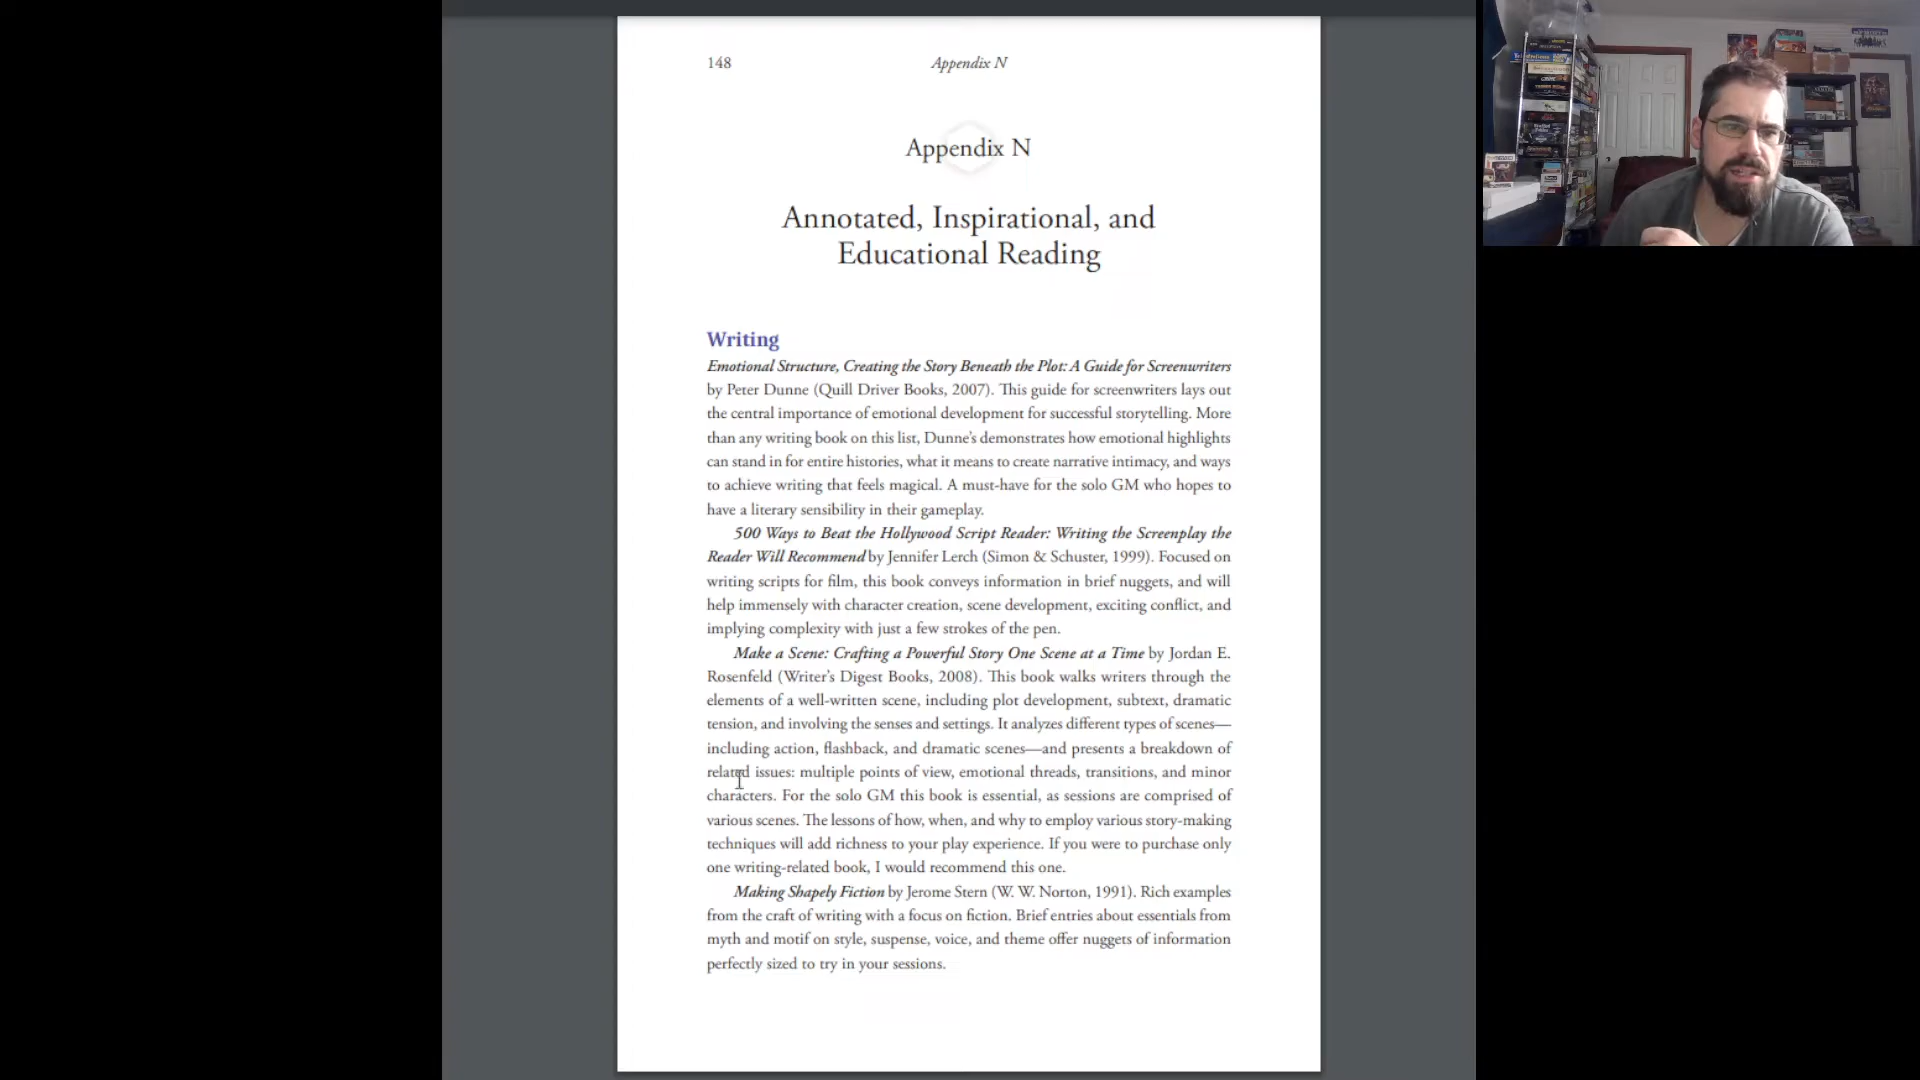 148
Appendix N
Appendix N
Annotated, Inspirational, and
Educational Reading
Writing
Emotional Structure, Creating the Story Beneath the Plot: A Guide for Screenwriters
by Peter Dunne (Quill Driver Books, 2007). This guide for screenwriters lays out
the central importance of emotional development for successful storytelling. More
than any writing book on this list, Dunne's demonstrates how emotional highlights
can stand in for entire histories, what it means to create narrative intimacy, and ways
to achieve writing that feels magical. A must-have for the solo GM who hopes to
have a literary sensibility in their gameplay.
500 Ways to Beat the Hollywood Script Reader: Writing the Screenplay the
Reader Will Recommend by Jennifer Lerch (Simon & Schuster, 1999). Focused on
writing scripts for film, this book conveys information in brief nuggets, and will
help immensely with character creation, scene development, exciting conflict, and
implying complexity with just a few strokes of the pen.
Make a Scene: Crafting a Powerful Story One Scene at a Time by Jordan E.
Rosenfeld (Writer's Digest Books, 2008). This book walks writers through the
elements of a well-written scene, including plot development, subtext, dramatic
tension, and involving the senses and settings. It analyzes different types of scenes—
including action, flashback, and dramatic scenes—and presents a breakdown of
related issues: multiple points of view, emotional threads, transitions, and minor
characters. For the solo GM this book is essential, as sessions are comprised of
various scenes. The lessons of how, when, and why to employ various story-making
techniques will add richness to your play experience. If you were to purchase only
one writing-related book, I would recommend this one.
Making Shapely Fiction by Jerome Stern (W. W. Norton, 1991). Rich examples
from the craft of writing with a focus on fiction. Brief entries about essentials from
myth and motif on style, suspense, voice, and theme offer nuggets of information
perfectly sized to try in your sessions.